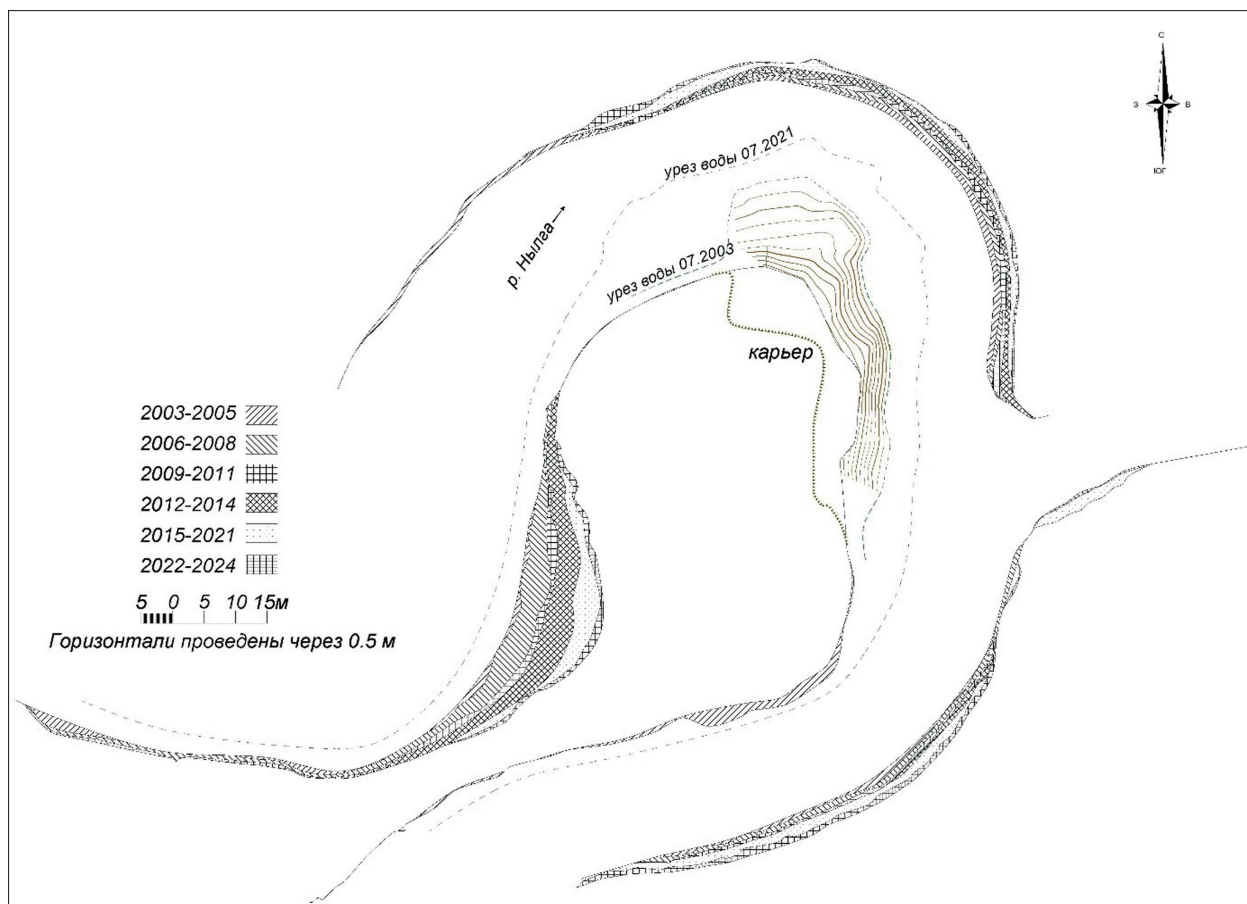 С
З
В
ЮГ
урез воды 07.2021
р. Нылга
урез воды 07.2003
карьер
2003-2005
2006-2008
2009-2011
2012-2014
2015-2021
2022-2024
5 0 5 10 15м
Горизонтали проведены через 0.5 м